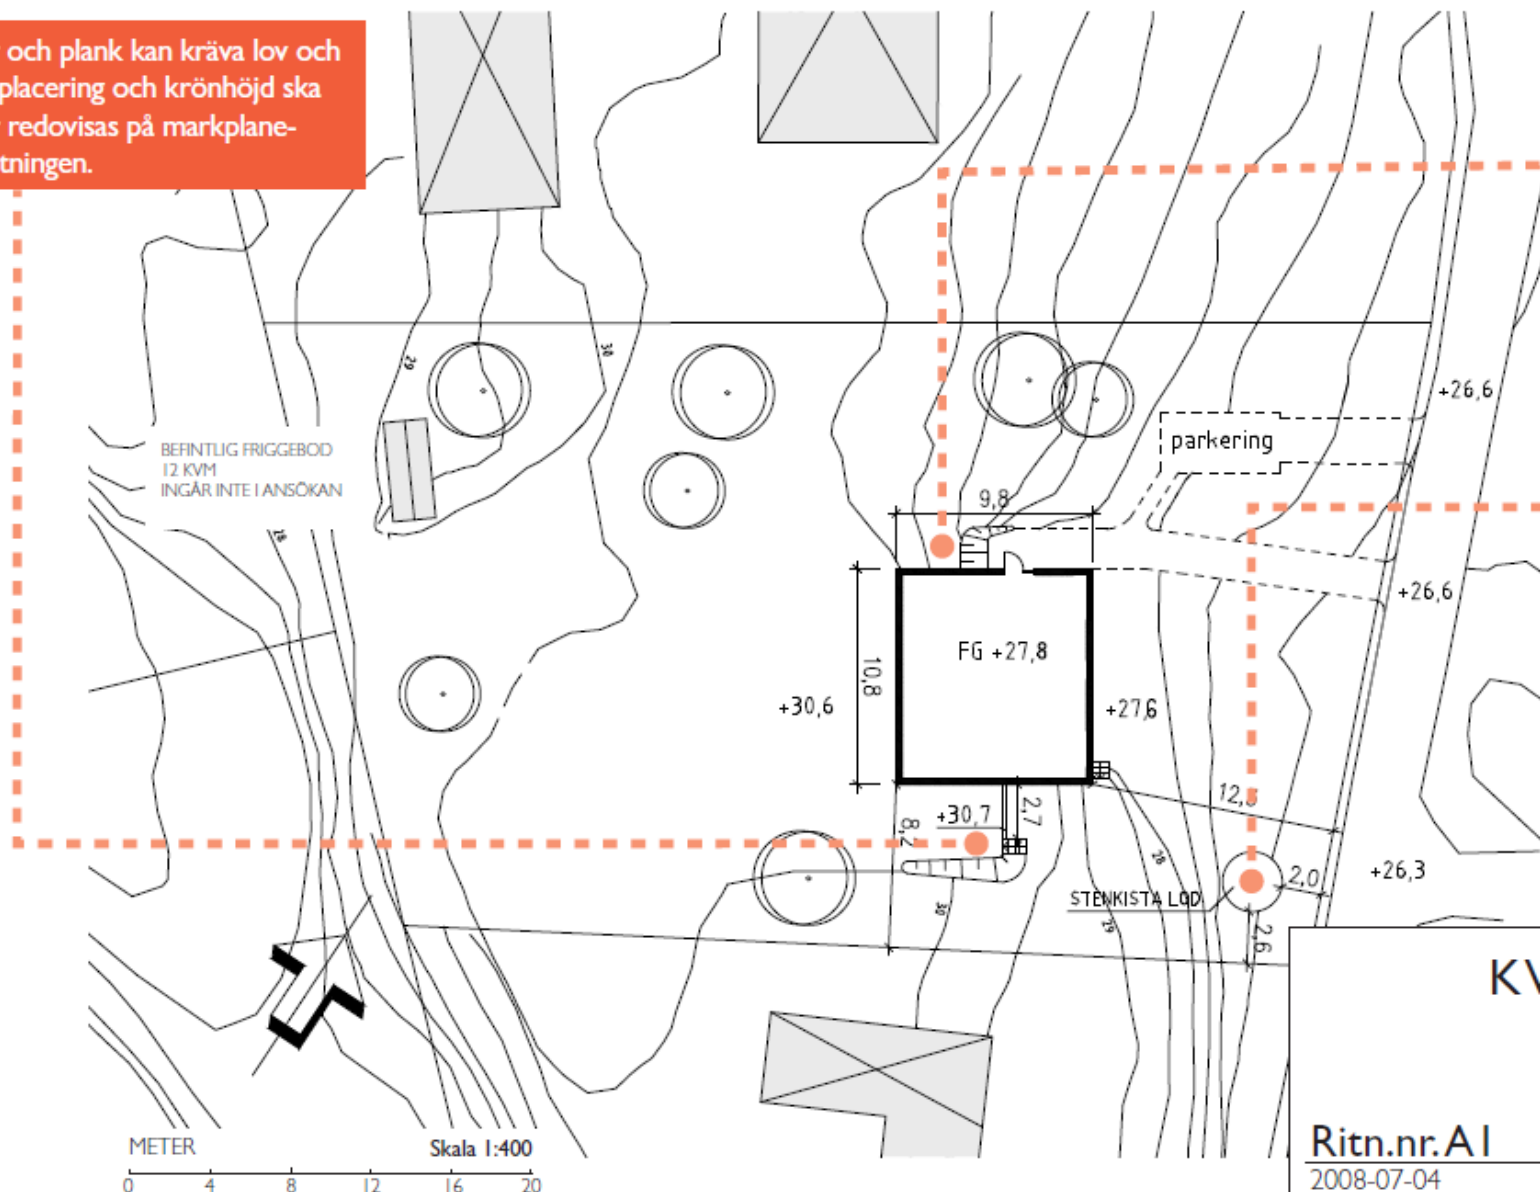 och plank kan kräva lov och
placering och krönhöjd ska
redovisas på markplane-
tningen.
29
30
+26,6
parkering
BEFINTLIG FRIGGEBOD
12 KVM
INGÅR INTE I ANSÖKAN
9,8
28
+26,6
FG +27,8
10,8
+30,6
+27,6
12,
+30,7
2,7
8,2
28
+26,3
2,0
STENKISTA LOD
30
29
2,6
KV
METER
Skala 1:400
0 4 8 12 16 20
Ritn.nr. A1
2008-07-04